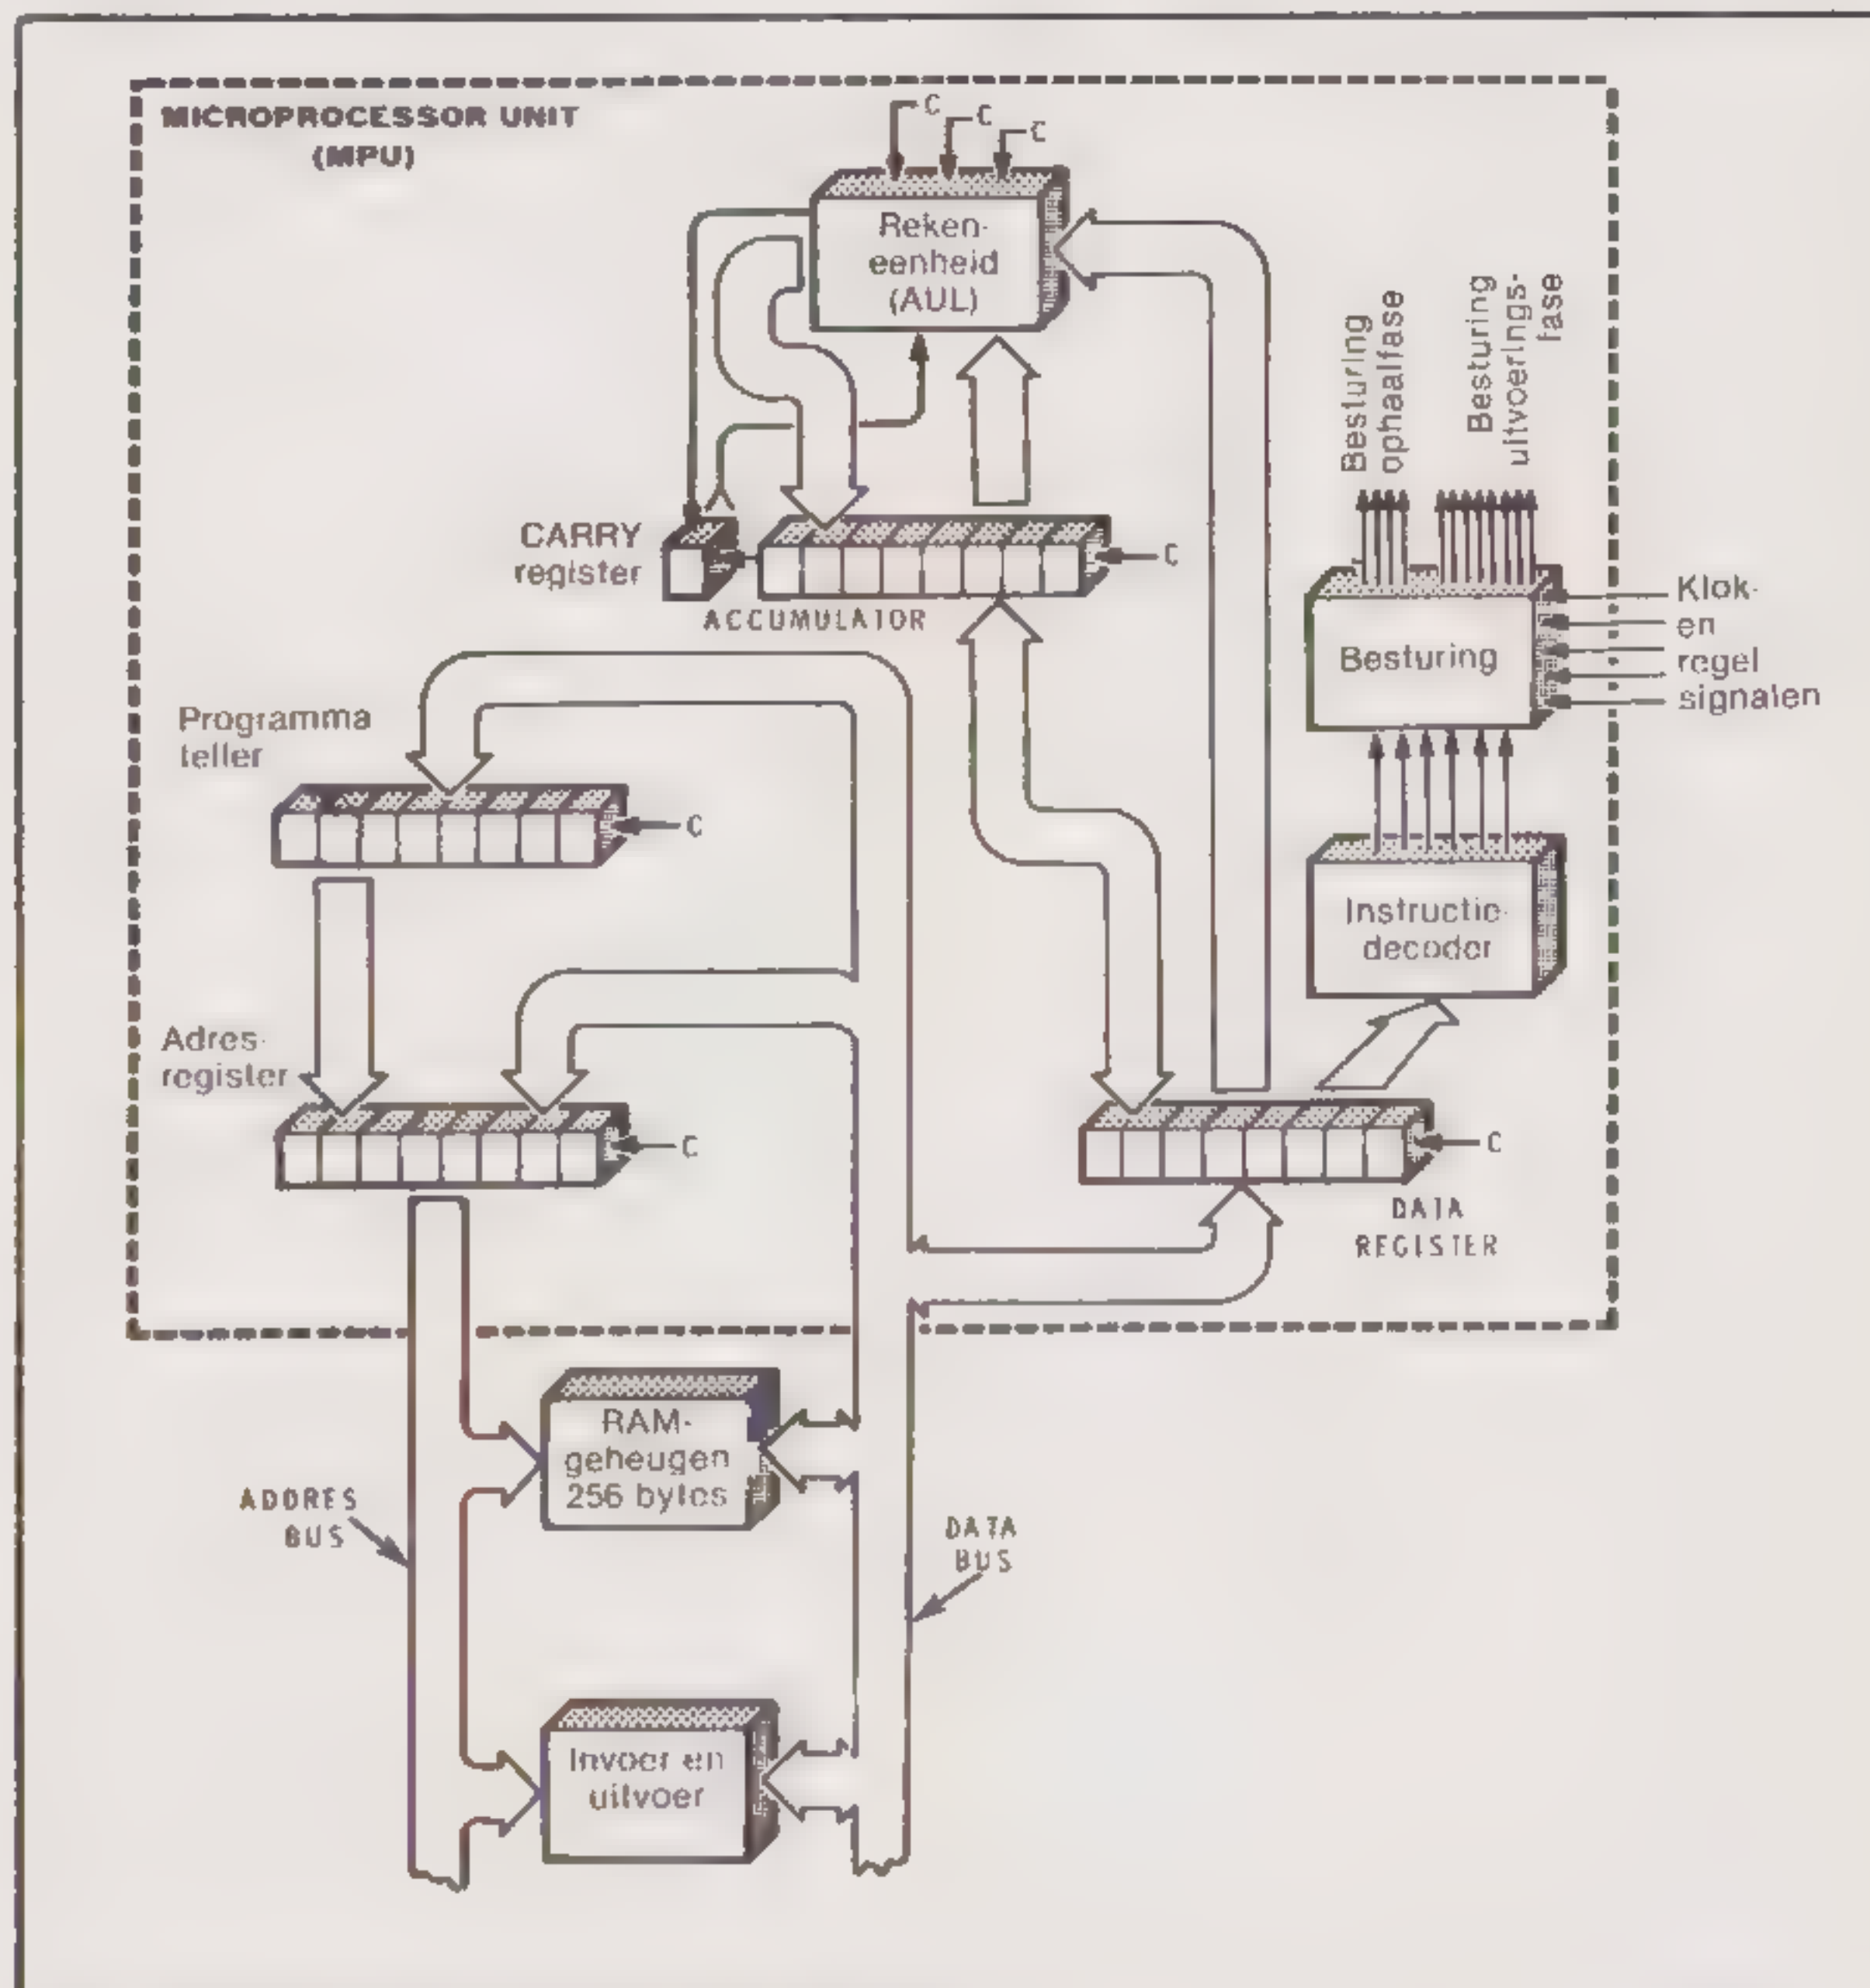 MICROPROCESSOR UNIT
(MPU)
C
C
C
Reken-
eenheid
(AUL)
Besturing
ophaalfase
Besturing
uitvoerings-
fase
CARRY
register
C
ACCUMULATOR
Klok-
en
regel
signalen
Besturing
Programma
teller
C
Instructie-
decoder
Adres-
register
C
C
DATA
REGISTER
RAM-
geheugen
256 bytes
ADDRES
BUS
DATA
BUS
Invoer en
uitvoer